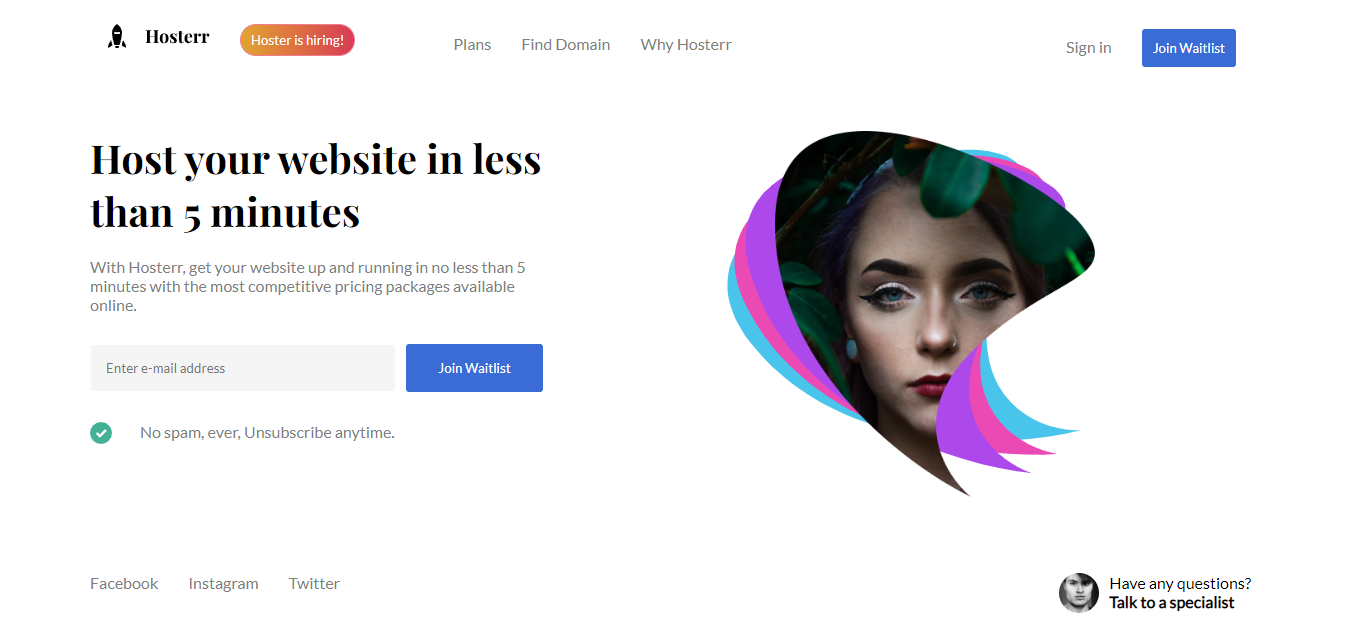 Hosterr
Hoster is hiring!
Plans
Find Domain
Why Hosterr
Sign in
Join Waitlist
Host your website in less
than 5 minutes
With Hosterr, get your website up and running in no less than 5
minutes with the most competitive pricing packages available
online.
Enter e-mail address
Join Waitlist
No spam, ever, Unsubscribe anytime.
Facebook
Instagram
Twitter
Have any questions?
Talk to a specialist